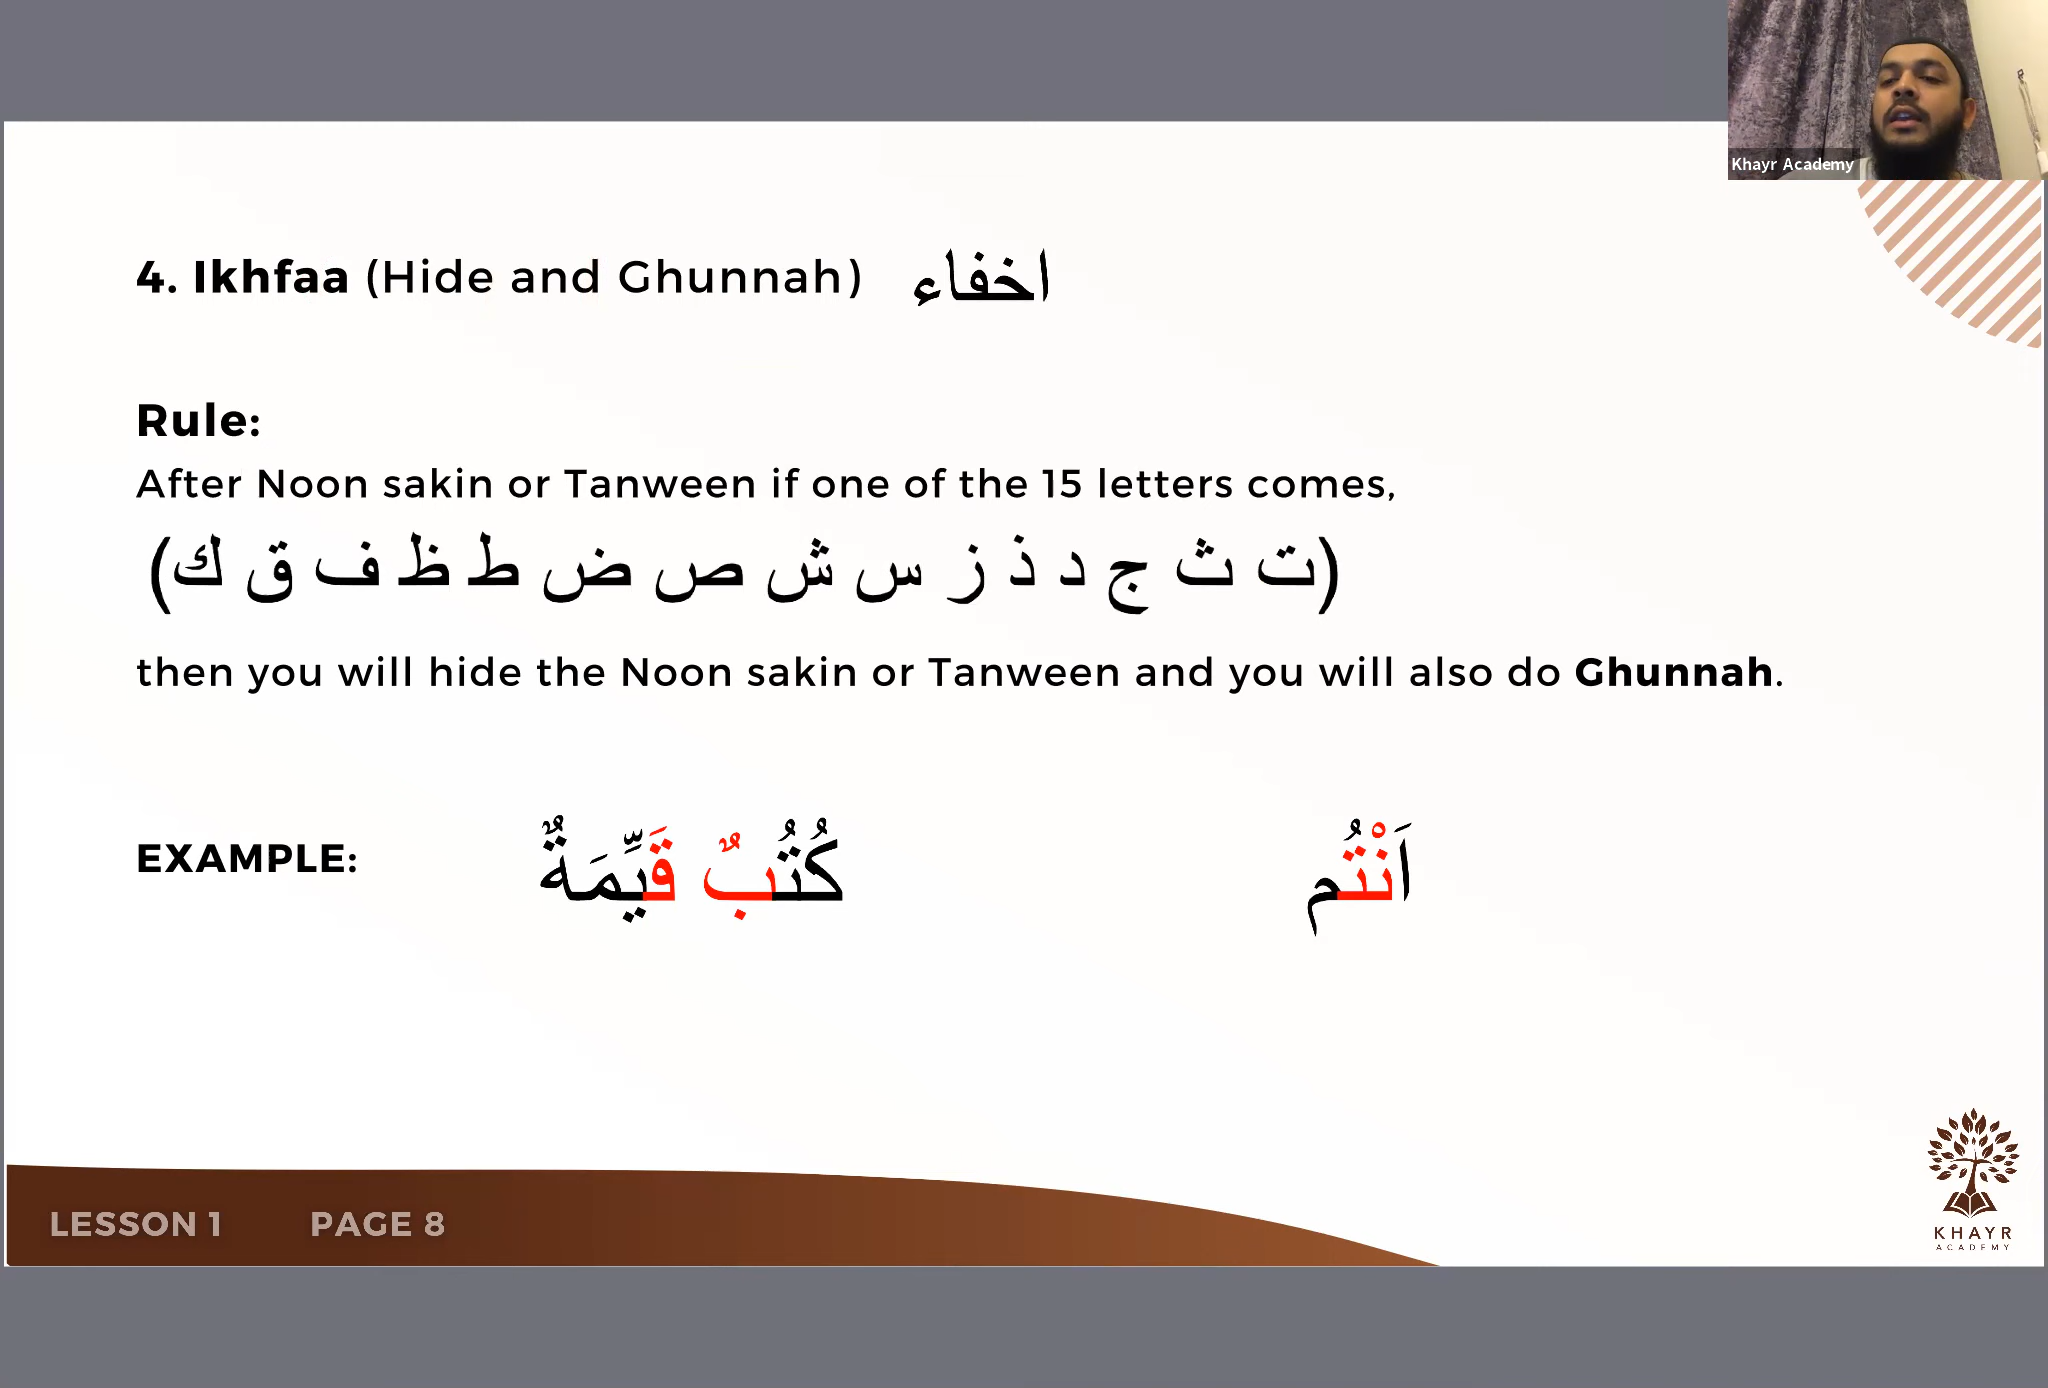 Khayr Academy
4. Ikhfaa (Hide and Ghunnah) اخفاء
Rule:
After Noon sakin or Tanween if one of the 15 letters comes,
(ت ث ج د ذ ز س ش ص ض ط ظ ف ق ك)
then you will hide the Noon sakin or Tanween and you will also do Ghunnah.
EXAMPLE: كُتُبٌ قَيِّمَةٌ اَنْتُم
LESSON 1 PAGE 8
KHAYR
ACADEMY